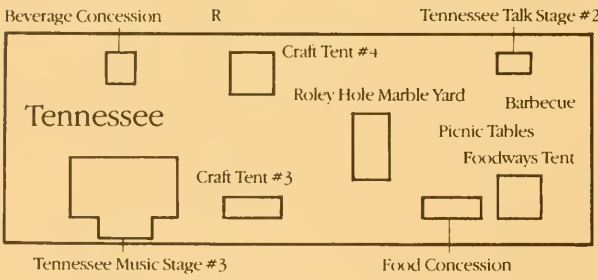 Beverage Concession R Tennessee Talk Stage #2
Craft Tent #4
Roley Hole Marble Yard Barbecue
Tennessee
Picnic Tables
Foodways Tent
Craft Tent #3
Tennessee Music Stage #3 Food Concession